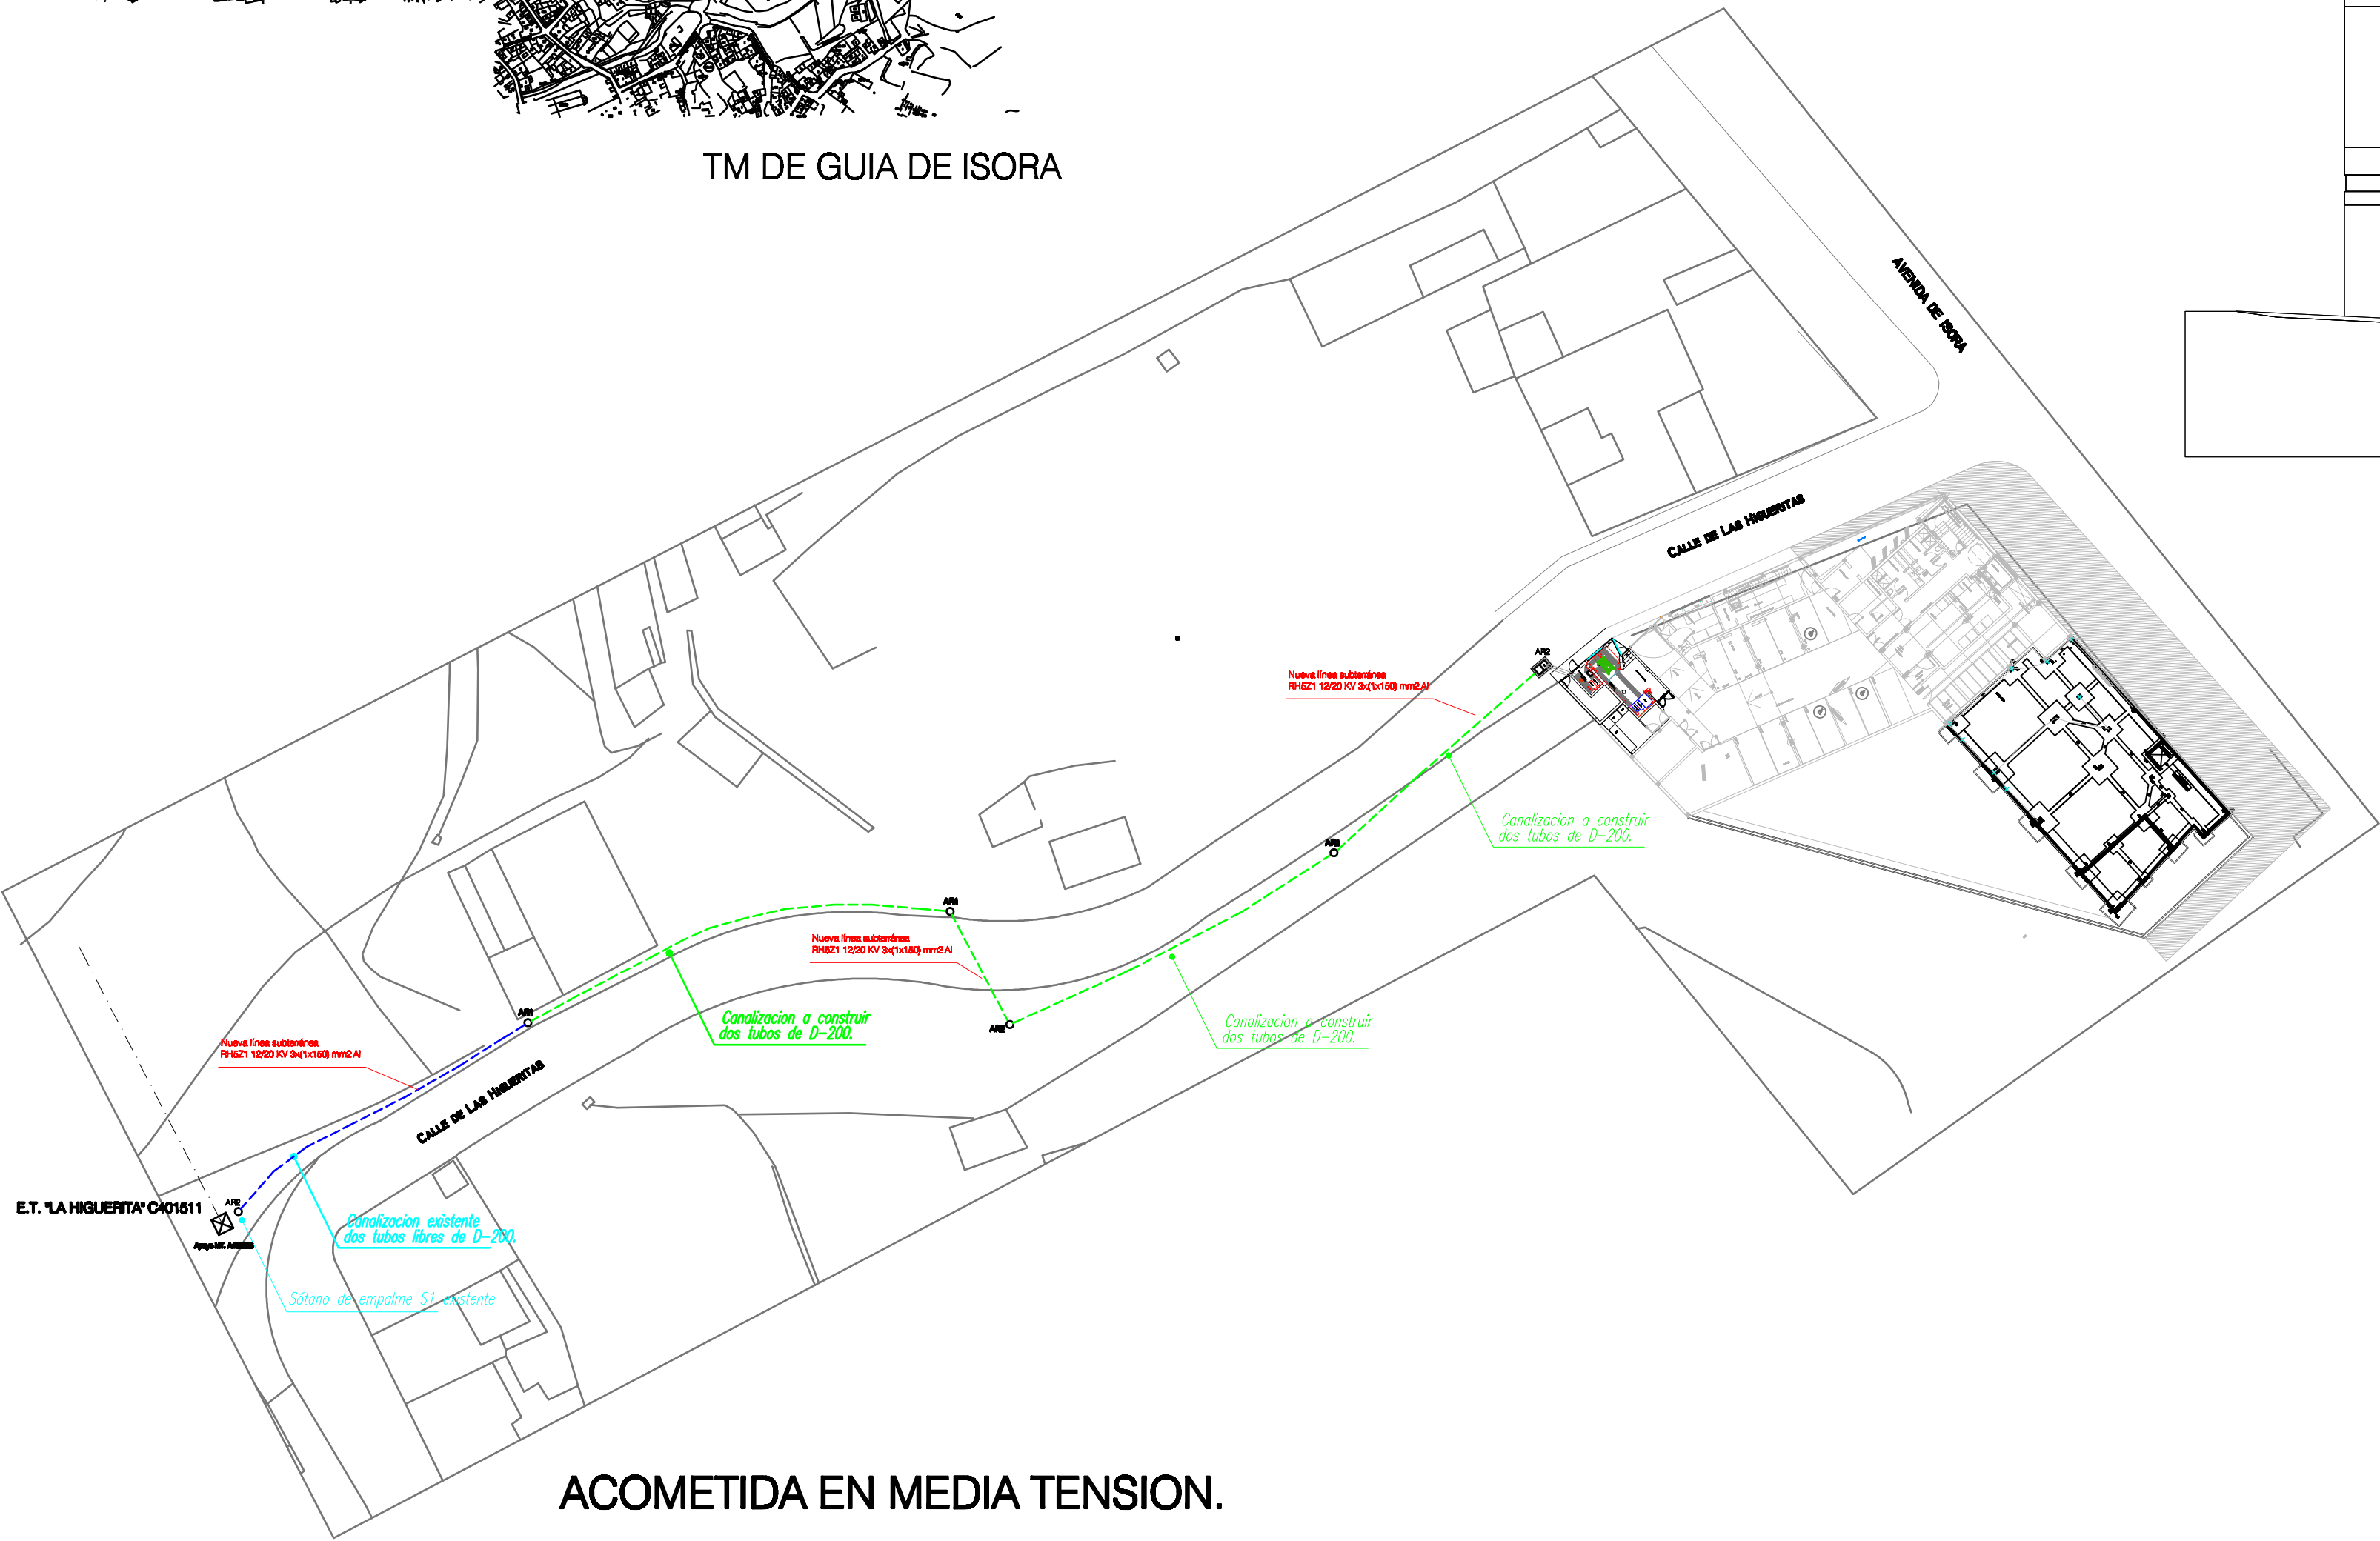 TM DE GUIA DE ISORA
AVENIDA DE ISORA
CALLE DE LAS HIGUERITAS
AR2
Nueva línea subterránea
RH5Z1 12/20 KV 3x(1x150) mm2 Al
Canalizacion a construir
dos tubos de D-200.
AR1
AR1
Nueva línea subterránea
RH5Z1 12/20 KV 3x(1x150) mm2 Al
Canalizacion a construir
dos tubos de D-200.
AR2
Canalizacion a construir
dos tubos de D-200.
AR1
Nueva línea subterránea
RH5Z1 12/20 KV 3x(1x150) mm2 Al
CALLE DE LAS HIGUERITAS
E.T. "LA HIGUERITA" C401511
AR2
Canalizacion existente
dos tubos libres de D-200.
Sótano de empalme S1 existente
ACOMETIDA EN MEDIA TENSION.